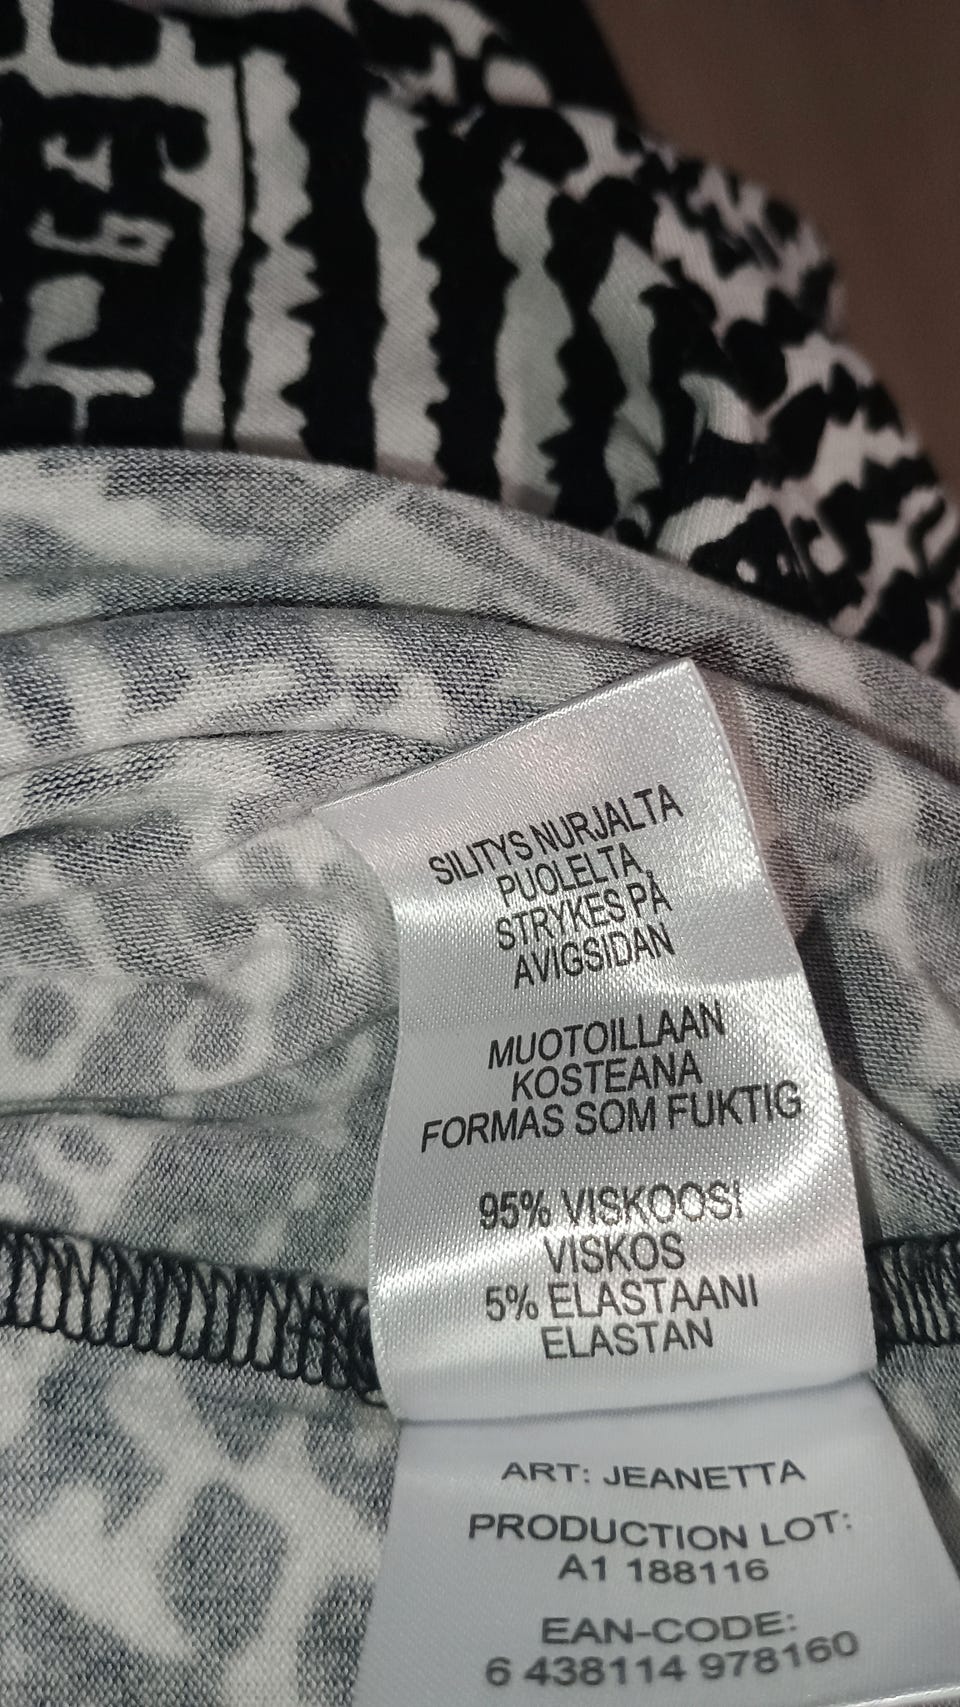 SILITYS NURJALTA
PUOLELTA,
STRYKES PÅ
AVIGSIDAN
MUOTOILLAAN
KOSTEANA
FORMAS SOM FUKTIG
95% VISKOOSI
VISKOS
5% ELASTAANI
ELASTAN
ART: JEANETTA
PRODUCTION LOT:
A1 188116
EAN-CODE:
6 438114 978160